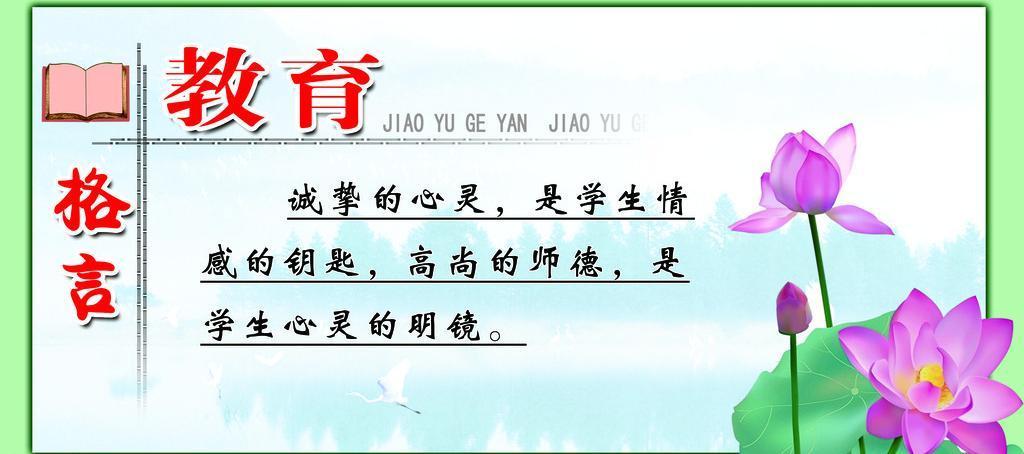 教育
JIAO YU GE YAN JIAO YU G
格言
诚挚的心灵，是学生情
感的钥匙，高尚的师德，是
学生心灵的明镜。